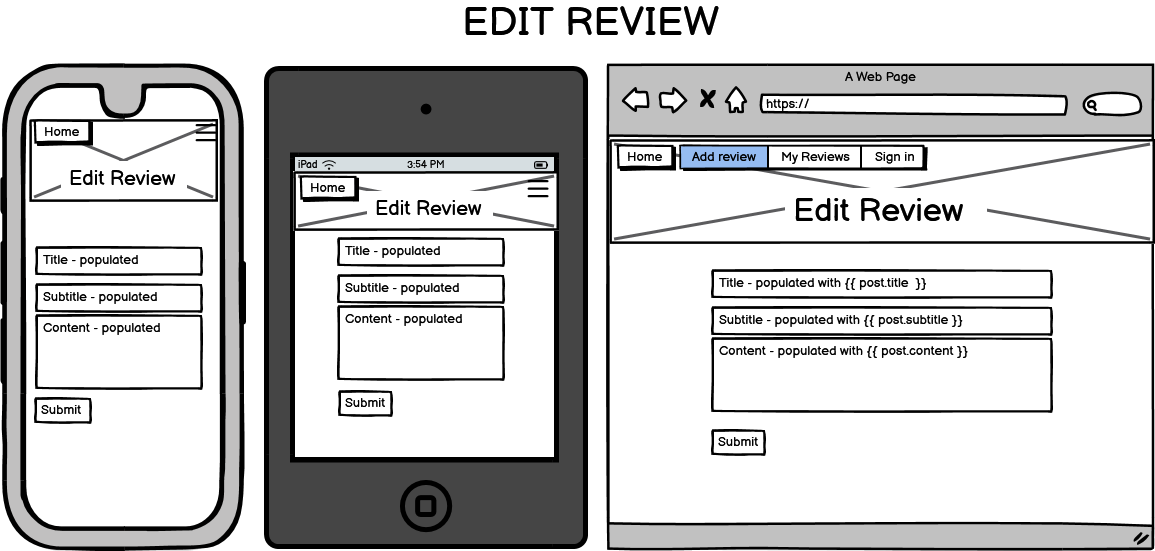 EDIT REVIEW
Home
Edit Review
Title - populated
Subtitle - populated
Content - populated
Submit
iPad 3:54 PM
Home
Edit Review
Title - populated
Subtitle - populated
Content - populated
Submit
A Web Page
https://
Home Add review My Reviews Sign in
Edit Review
Title - populated with {{ post.title  }}
Subtitle - populated with {{ post.subtitle }}
Content - populated with {{ post.content }}
Submit